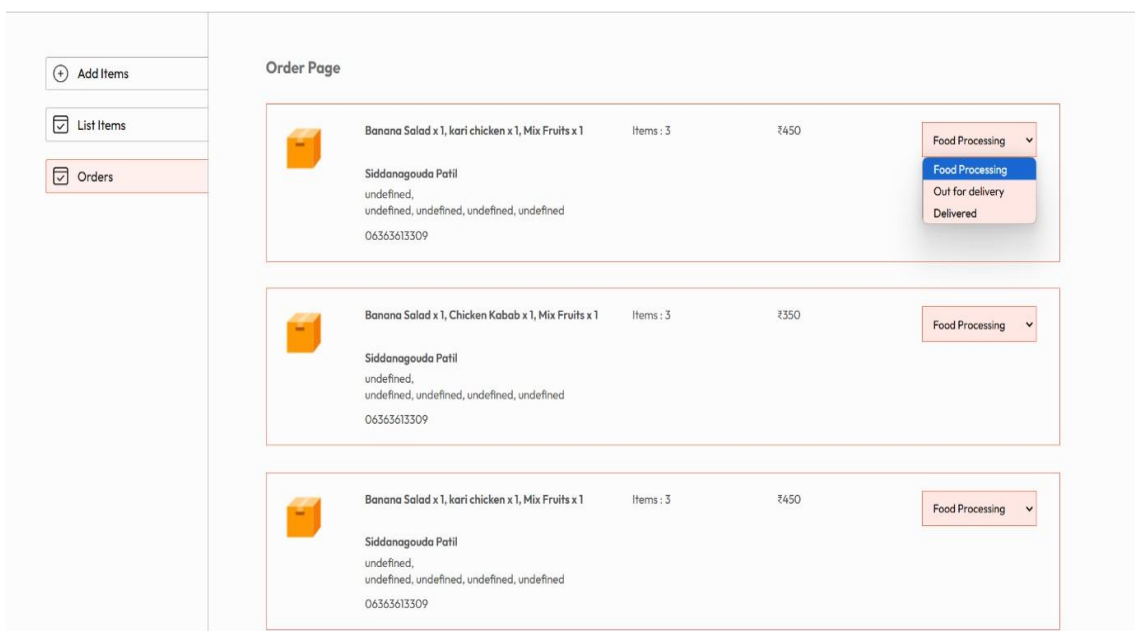 Add Items
List Items
Orders
Order Page
Banana Salad x 1, kari chicken x 1, Mix Fruits x 1 Items : 3 ₹450
Food Processing
Food Processing
Out for delivery
Delivered
Siddanagouda Patil
undefined,
undefined, undefined, undefined, undefined
06363613309
Banana Salad x 1, Chicken Kabab x 1, Mix Fruits x 1 Items : 3 ₹350
Food Processing
Siddanagouda Patil
undefined,
undefined, undefined, undefined, undefined
06363613309
Banana Salad x 1, kari chicken x 1, Mix Fruits x 1 Items : 3 ₹450
Food Processing
Siddanagouda Patil
undefined,
undefined, undefined, undefined, undefined
06363613309